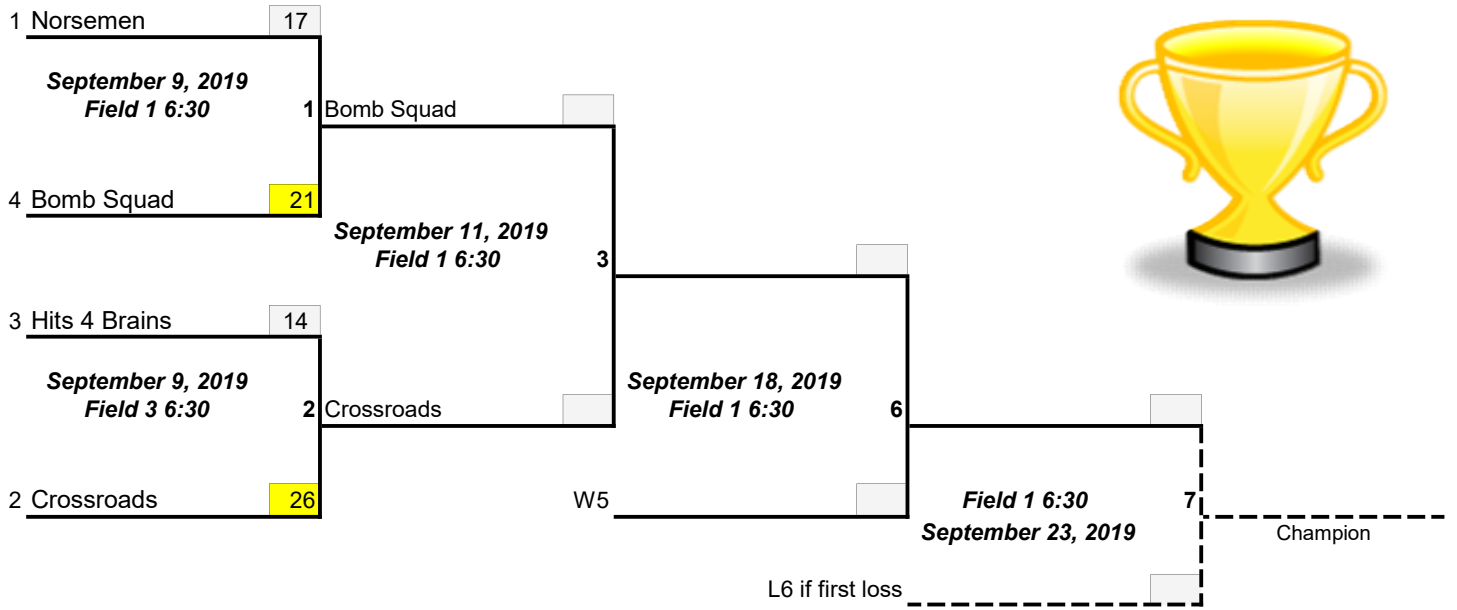 1 Norsemen 17
September 9, 2019
Field 1 6:30
1 Bomb Squad
4 Bomb Squad 21
September 11, 2019
Field 1 6:30
3
3 Hits 4 Brains 14
September 9, 2019
Field 3 6:30
2 Crossroads
September 18, 2019
Field 1 6:30
6
2 Crossroads 26
W5
Field 1 6:30
7
September 23, 2019
Champion
L6 if first loss